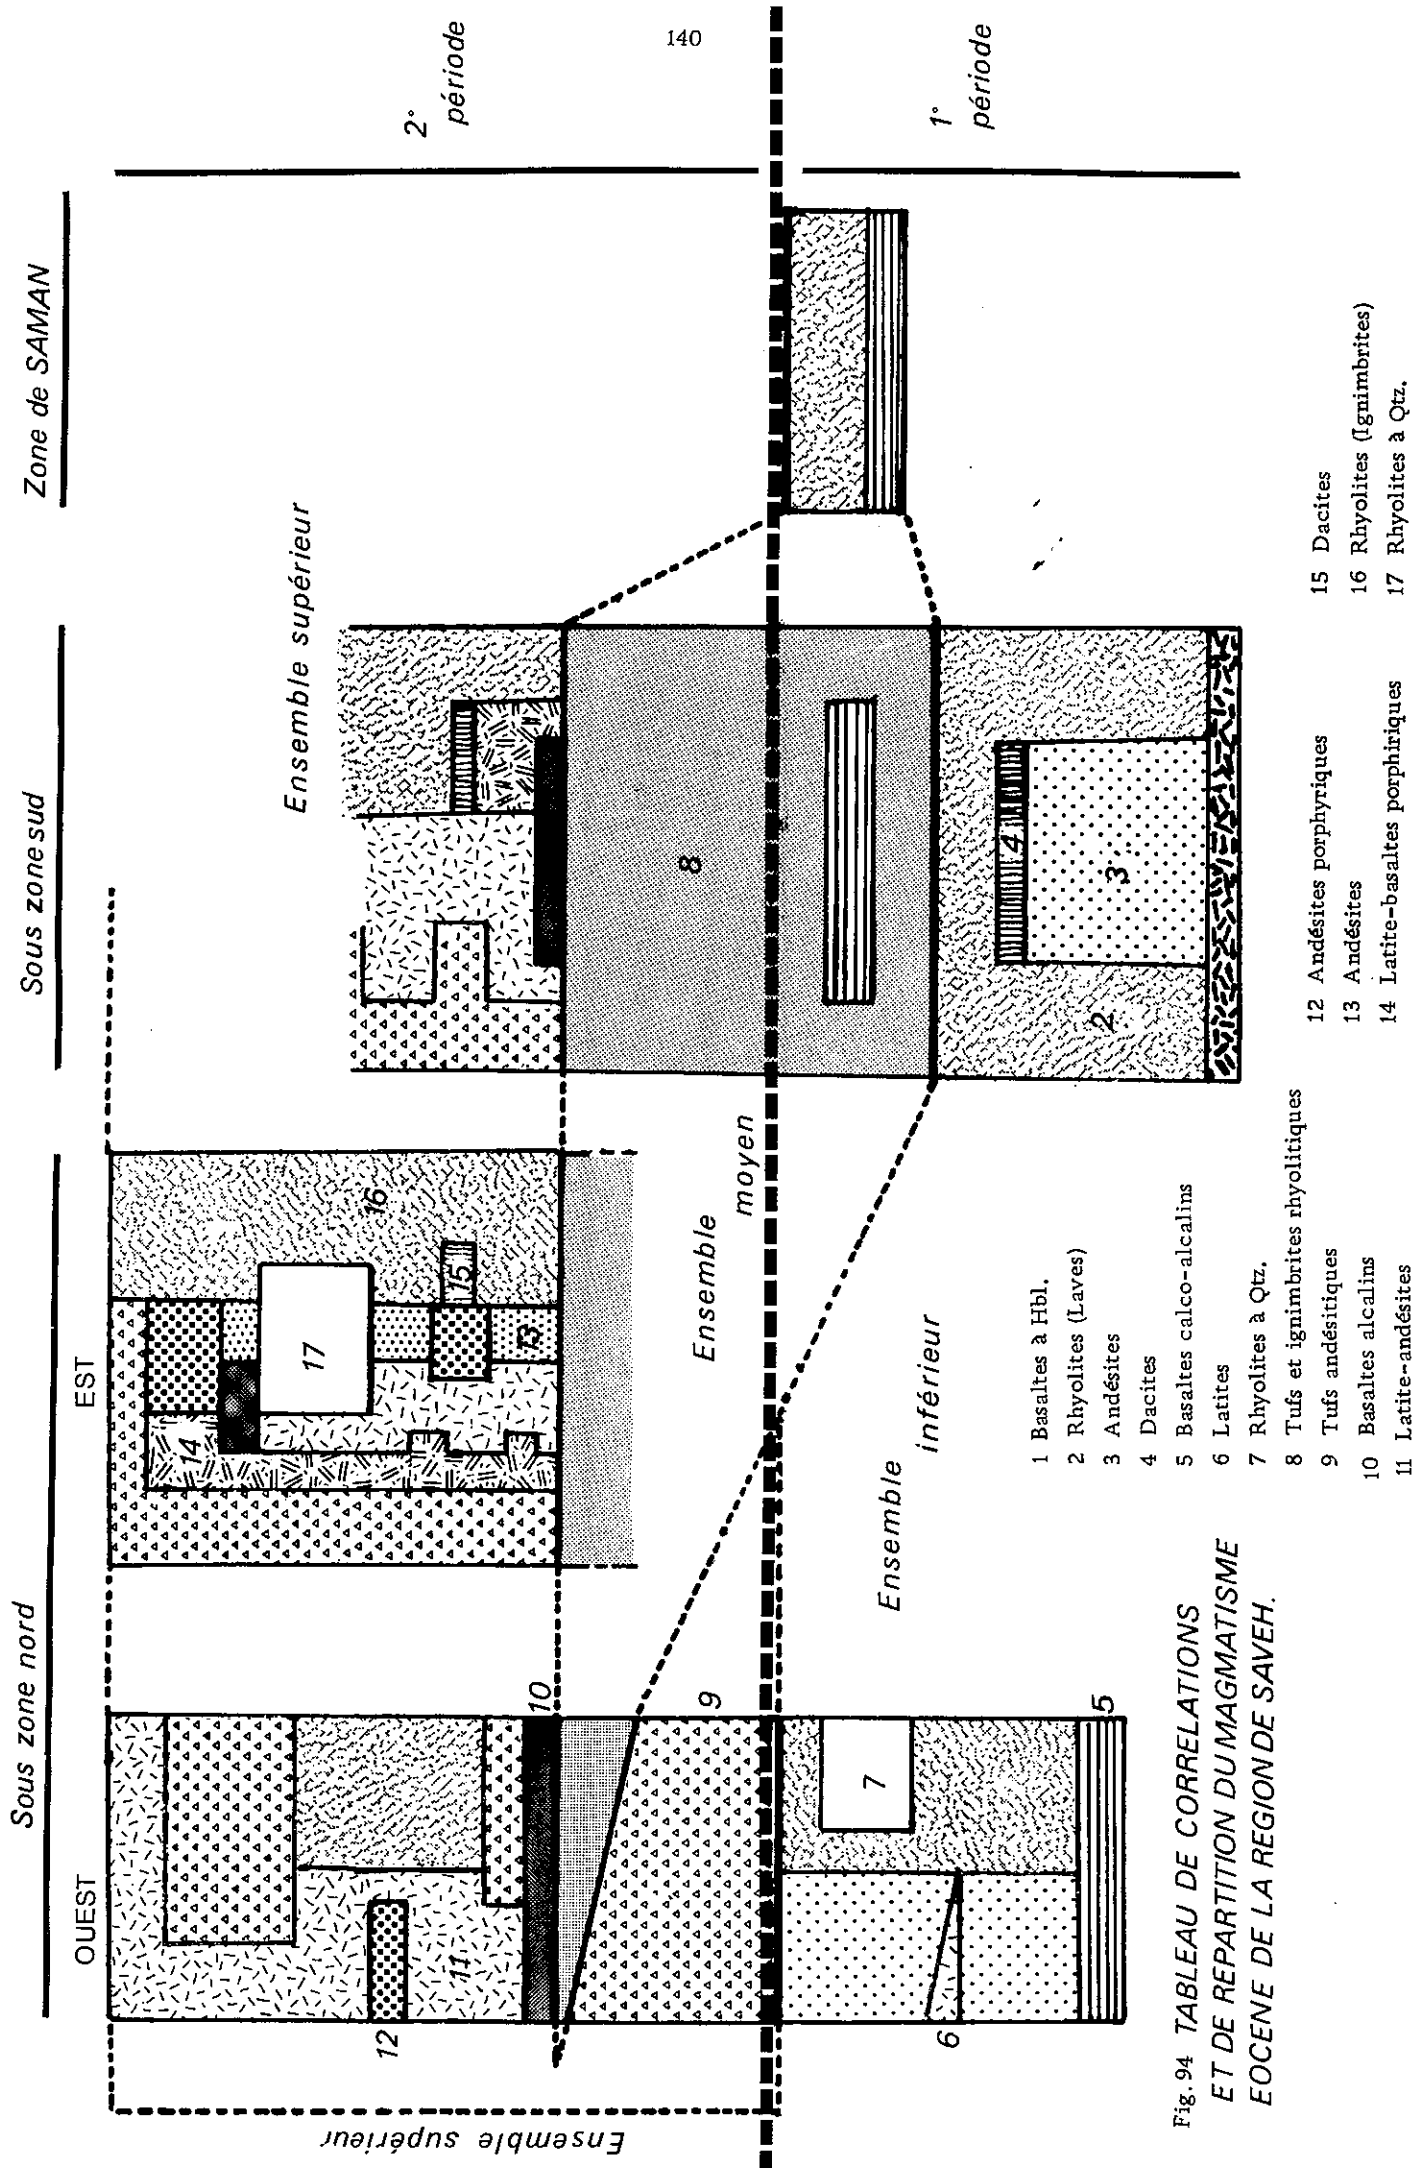 140
Sous zone nord
Sous zone sud
Zone de SAMAN
OUEST
EST
Ensemble supérieur
Ensemble supérieur
2° période
1° période
Ensemble
moyen
Ensemble
inférieur
12
11
10
9
6
7
5
14
17
13
15
16
8
4
3
2
1 Basaltes à Hbl.
2 Rhyolites (Laves)
3 Andésites
4 Dacites
5 Basaltes calco-alcalins
6 Latites
7 Rhyolites à Qtz.
8 Tufs et ignimbrites rhyolitiques
9 Tufs andésitiques
10 Basaltes alcalins
11 Latite-andésites
12 Andésites porphyriques
13 Andésites
14 Latite-basaltes porphiriques
15 Dacites
16 Rhyolites (Ignimbrites)
17 Rhyolites à Qtz.
Fig. 94 TABLEAU DE CORRELATIONS
ET DE REPARTITION DU MAGMATISME
EOCENE DE LA REGION DE SAVEH.